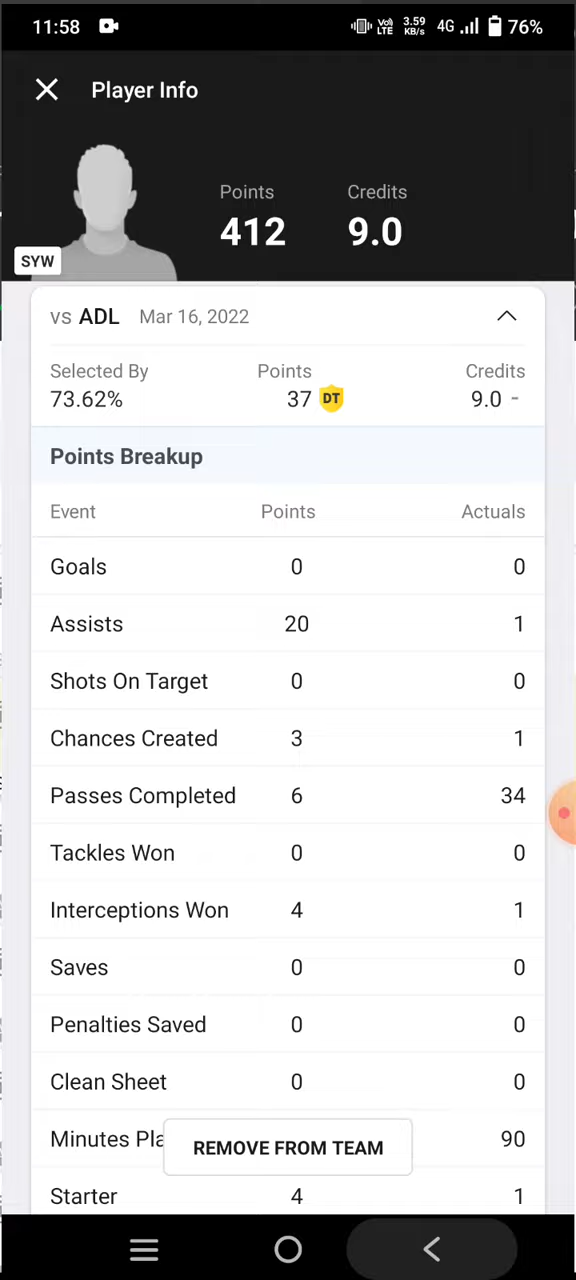 11:58 Vo) LTE 3.59 KB/s 4G 76%
Player Info
Points Credits
412 9.0
SYW
vs ADL Mar 16, 2022
Selected By Points Credits
73.62% 37 DT 9.0 -
Points Breakup
Event Points Actuals
Goals 0 0
Assists 20 1
Shots On Target 0 0
Chances Created 3 1
Passes Completed 6 34
Tackles Won 0 0
Interceptions Won 4 1
Saves 0 0
Penalties Saved 0 0
Clean Sheet 0 0
Minutes Pla 90
REMOVE FROM TEAM
Starter 4 1